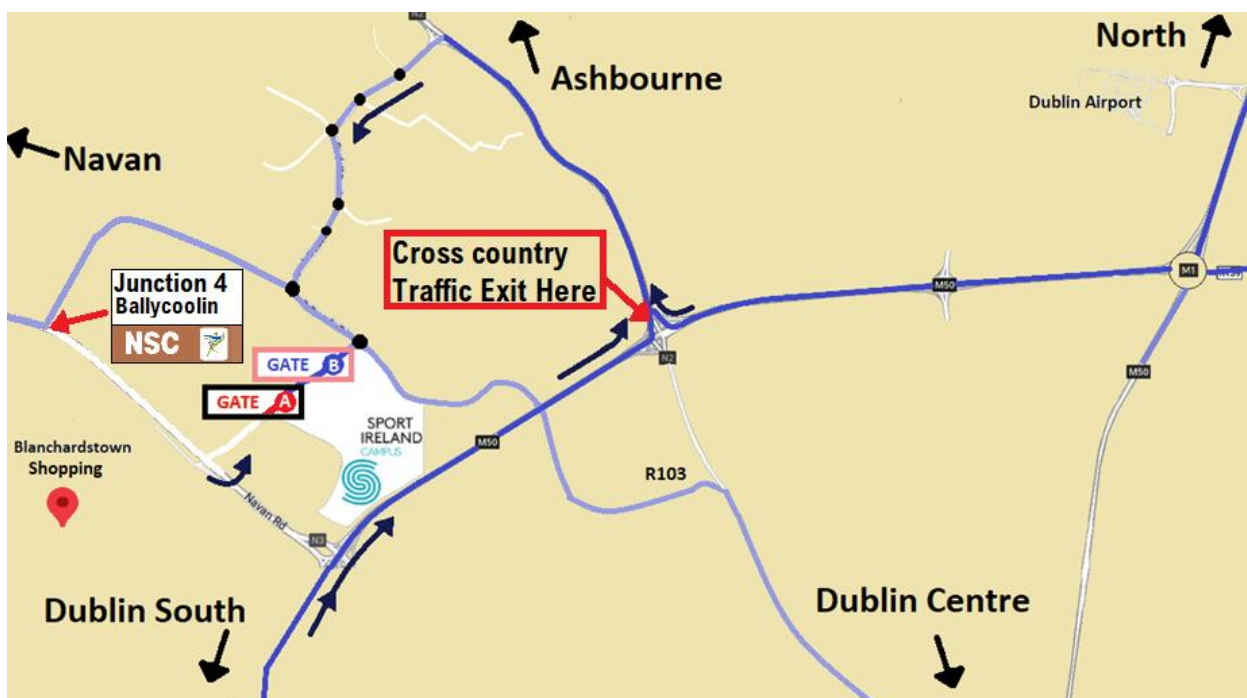 N2
North
Ashbourne
Dublin Airport
Navan
Cross country
Traffic Exit Here
Junction 4
Ballycoolin
NSC
M1
M50
GATE B
GATE A
N2
M50
SPORT
IRELAND
CAMPUS
M50
Blanchardstown
Shopping
R103
Navan Rd
N3
Dublin South
Dublin Centre